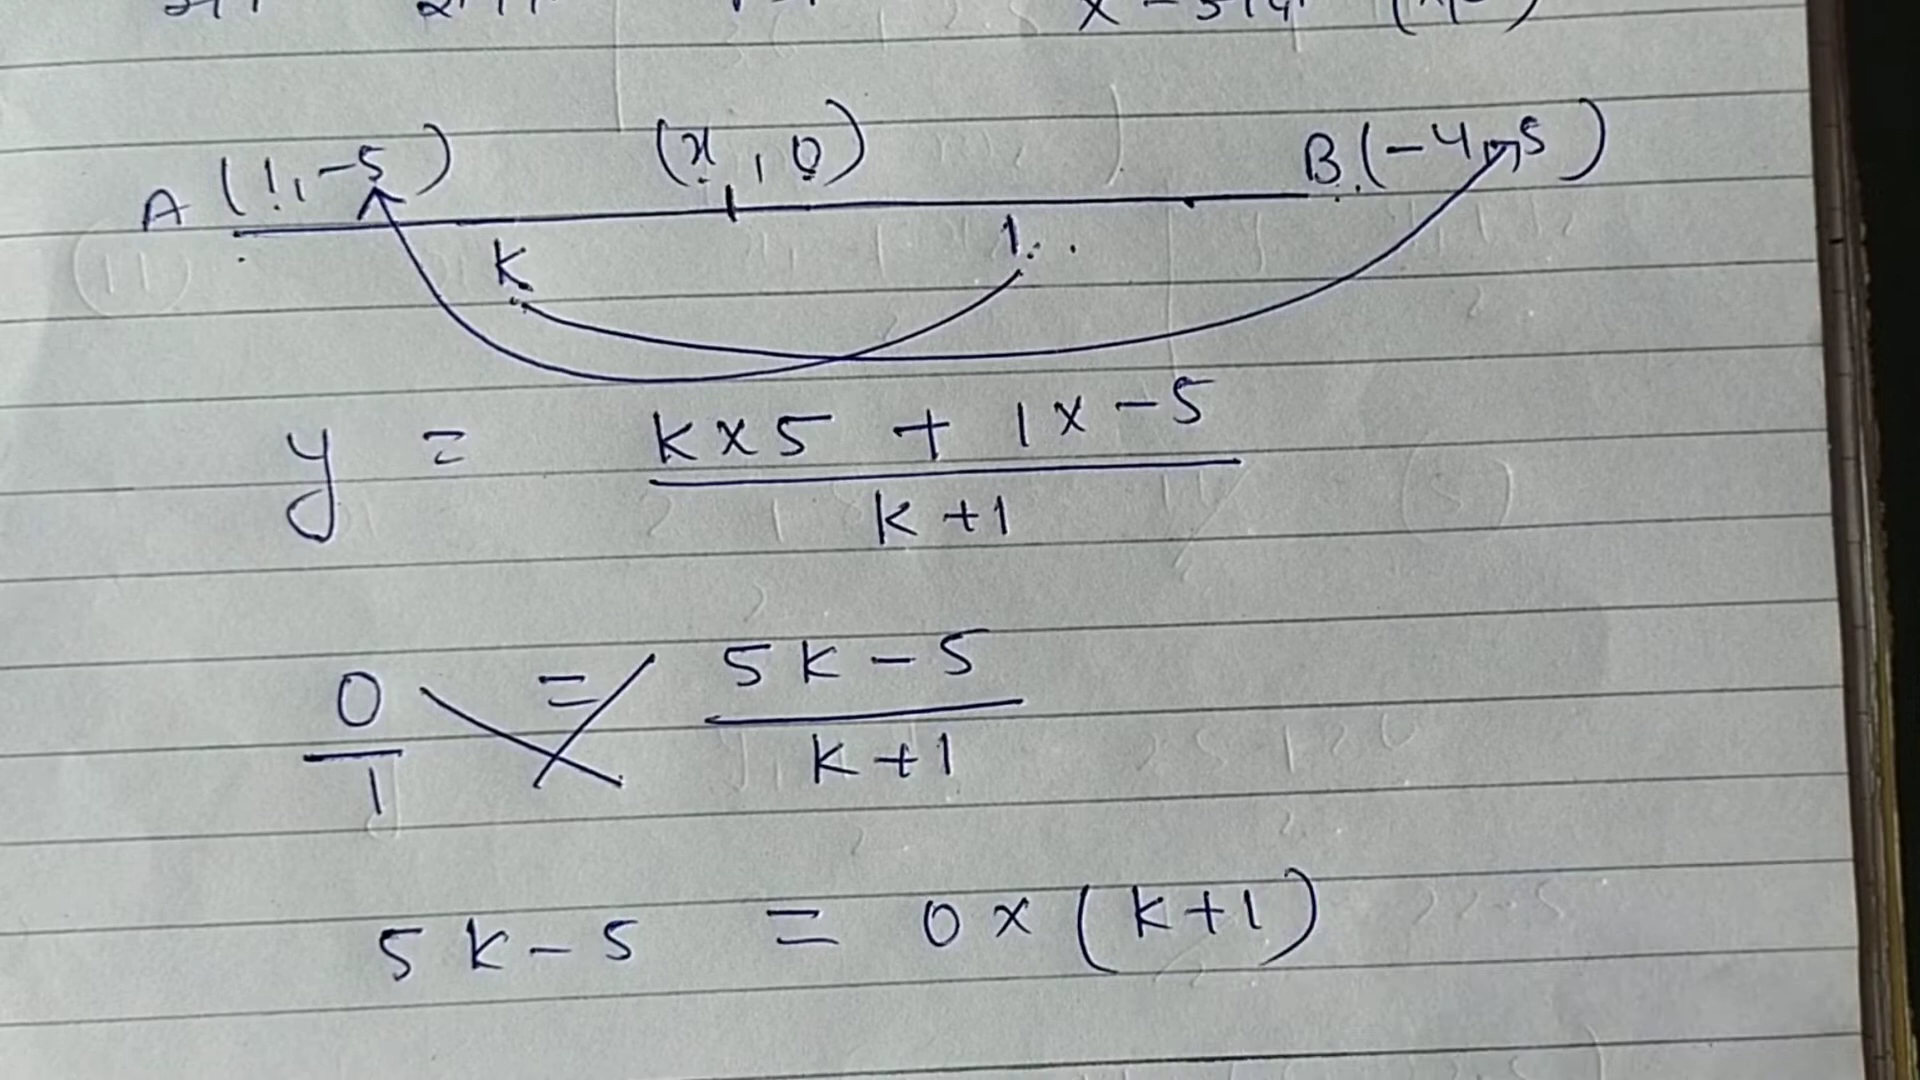 A (1, -5) (x, 0) B (-4, 5)
K 1
y = K×5 + 1×-5
K+1
0 = 5K-5
1 K+1
5K-5 = 0×(K+1)